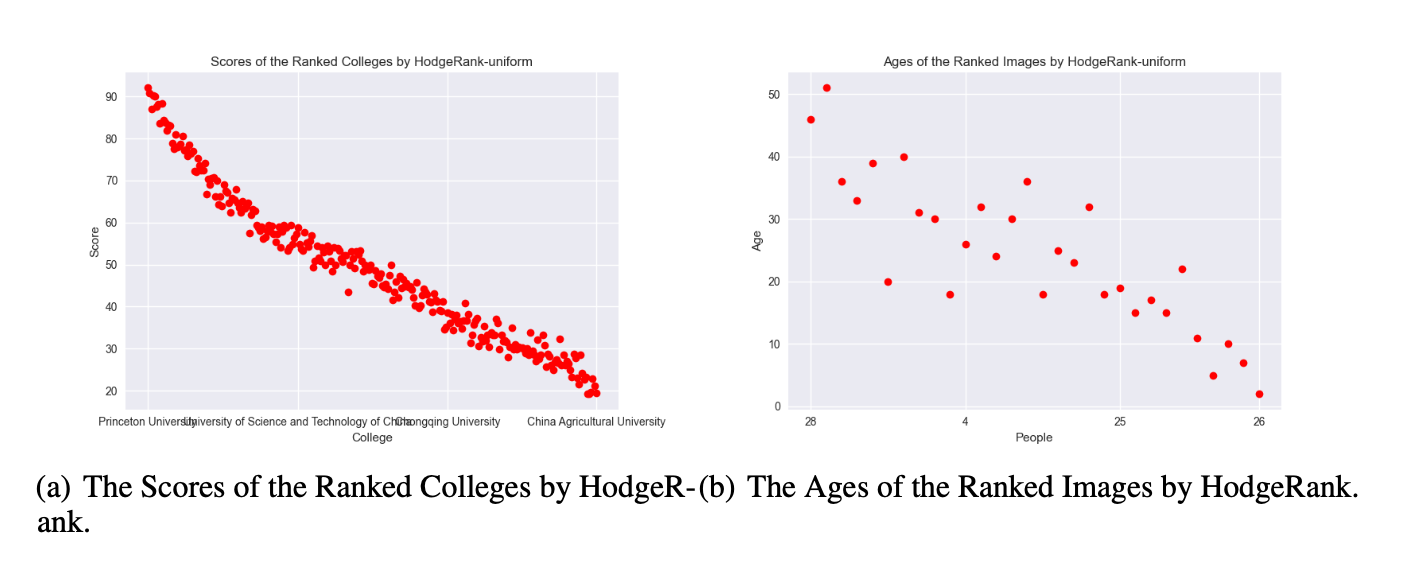 Scores of the Ranked Colleges by HodgeRank-uniform
90
80
70
60
50
40
30
20
Score
Princeton University
University of Science and Technology of China
Chongqing University
China Agricultural University
College
Ages of the Ranked Images by HodgeRank-uniform
50
40
30
20
10
0
Age
28
4
25
26
People
(a) The Scores of the Ranked Colleges by HodgeR-
ank.
(b) The Ages of the Ranked Images by HodgeRank.